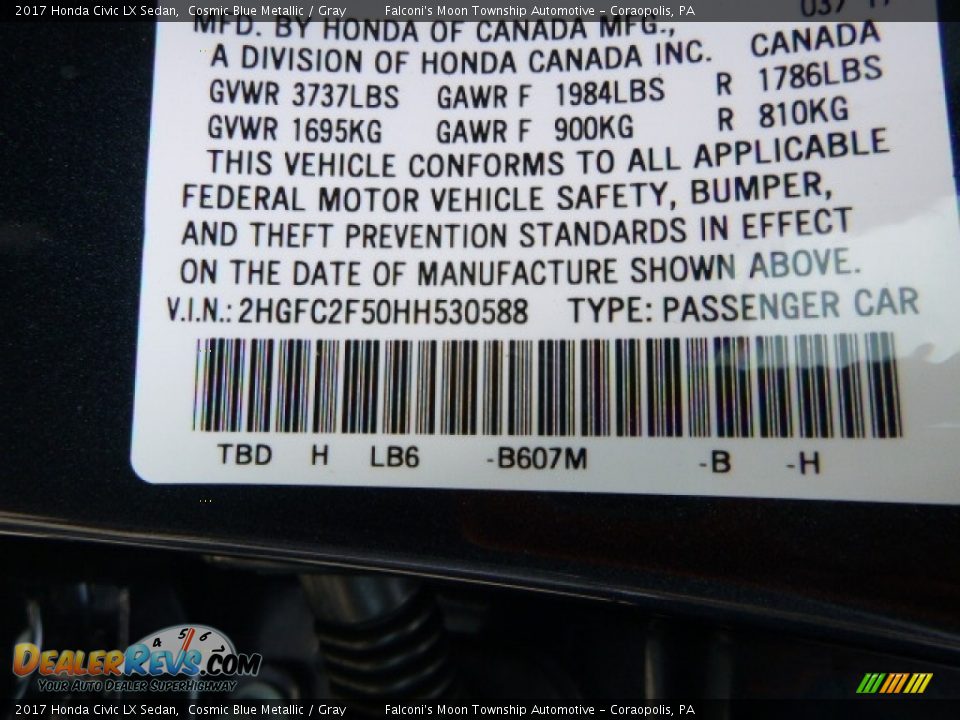 2017 Honda Civic LX Sedan, Cosmic Blue Metallic / Gray Falconi's Moon Township Automotive - Coraopolis, PA
MFD. BY HONDA OF CANADA MFG.,
A DIVISION OF HONDA CANADA INC. CANADA
GVWR 3737LBS GAWR F 1984LBS R 1786LBS
GVWR 1695KG GAWR F 900KG R 810KG
THIS VEHICLE CONFORMS TO ALL APPLICABLE
FEDERAL MOTOR VEHICLE SAFETY, BUMPER,
AND THEFT PREVENTION STANDARDS IN EFFECT
ON THE DATE OF MANUFACTURE SHOWN ABOVE.
V.I.N.: 2HGFC2F50HH530588 TYPE: PASSENGER CAR
TBD H LB6 -B607M -B -H
4 5 6 7
DEALERREVS.COM
YOUR AUTO DEALER SUPERHIGHWAY
2017 Honda Civic LX Sedan, Cosmic Blue Metallic / Gray Falconi's Moon Township Automotive - Coraopolis, PA